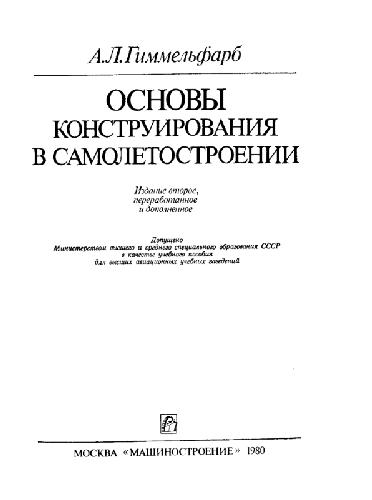 А.Л.Гиммельфарб
ОСНОВЫ
КОНСТРУИРОВАНИЯ
В САМОЛЕТОСТРОЕНИИ
Издание второе,
переработанное
и дополненное
Допущено
Министерством высшего и среднего специального образования СССР
в качестве учебного пособия
для высших авиационных учебных заведений
МОСКВА «МАШИНОСТРОЕНИЕ» 1980